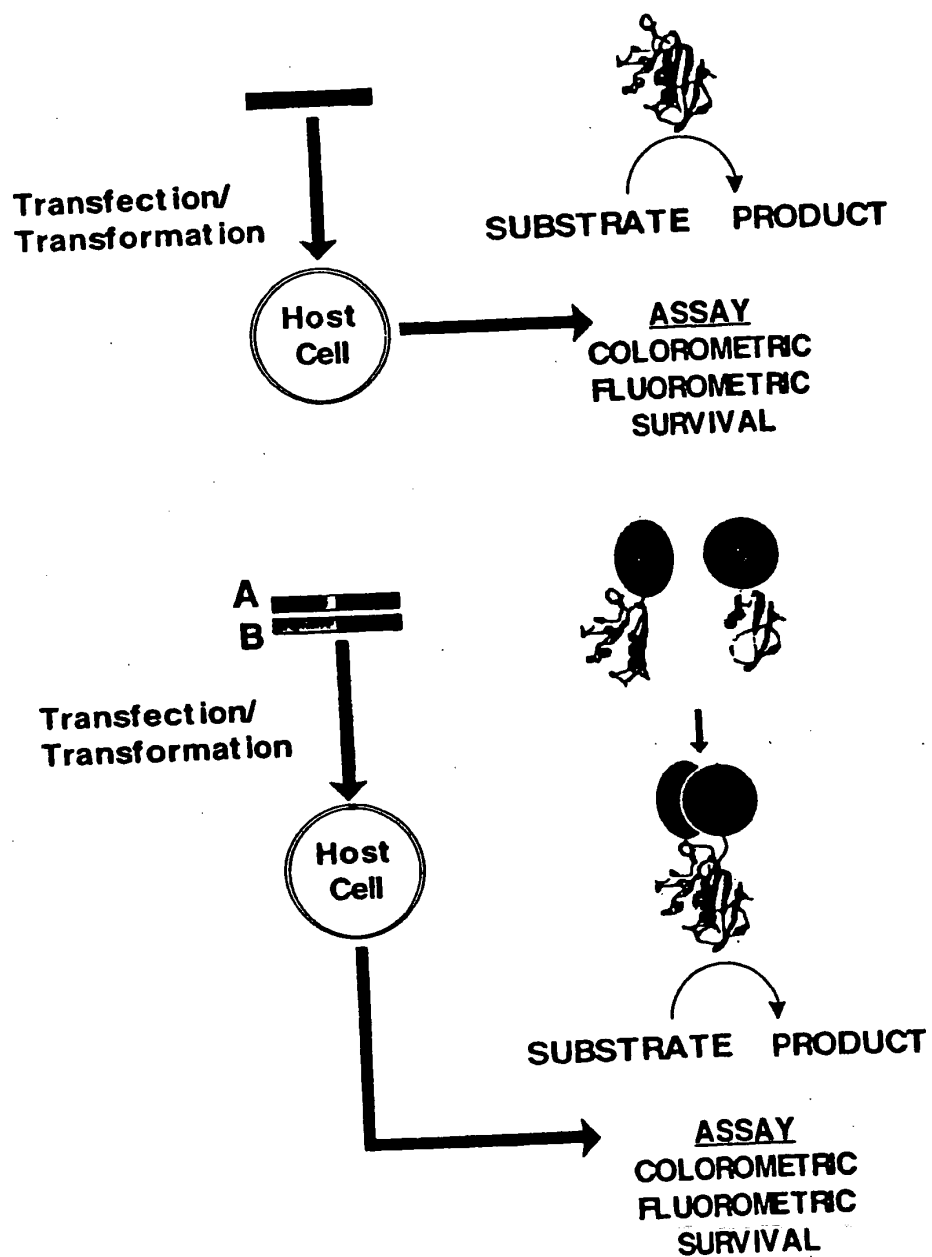 Transfection/
Transformation
Host
Cell
SUBSTRATE PRODUCT
ASSAY
COLOROMETRIC
FLUOROMETRIC
SURVIVAL
A
B
Transfection/
Transformation
Host
Cell
SUBSTRATE PRODUCT
ASSAY
COLOROMETRIC
FLUOROMETRIC
SURVIVAL